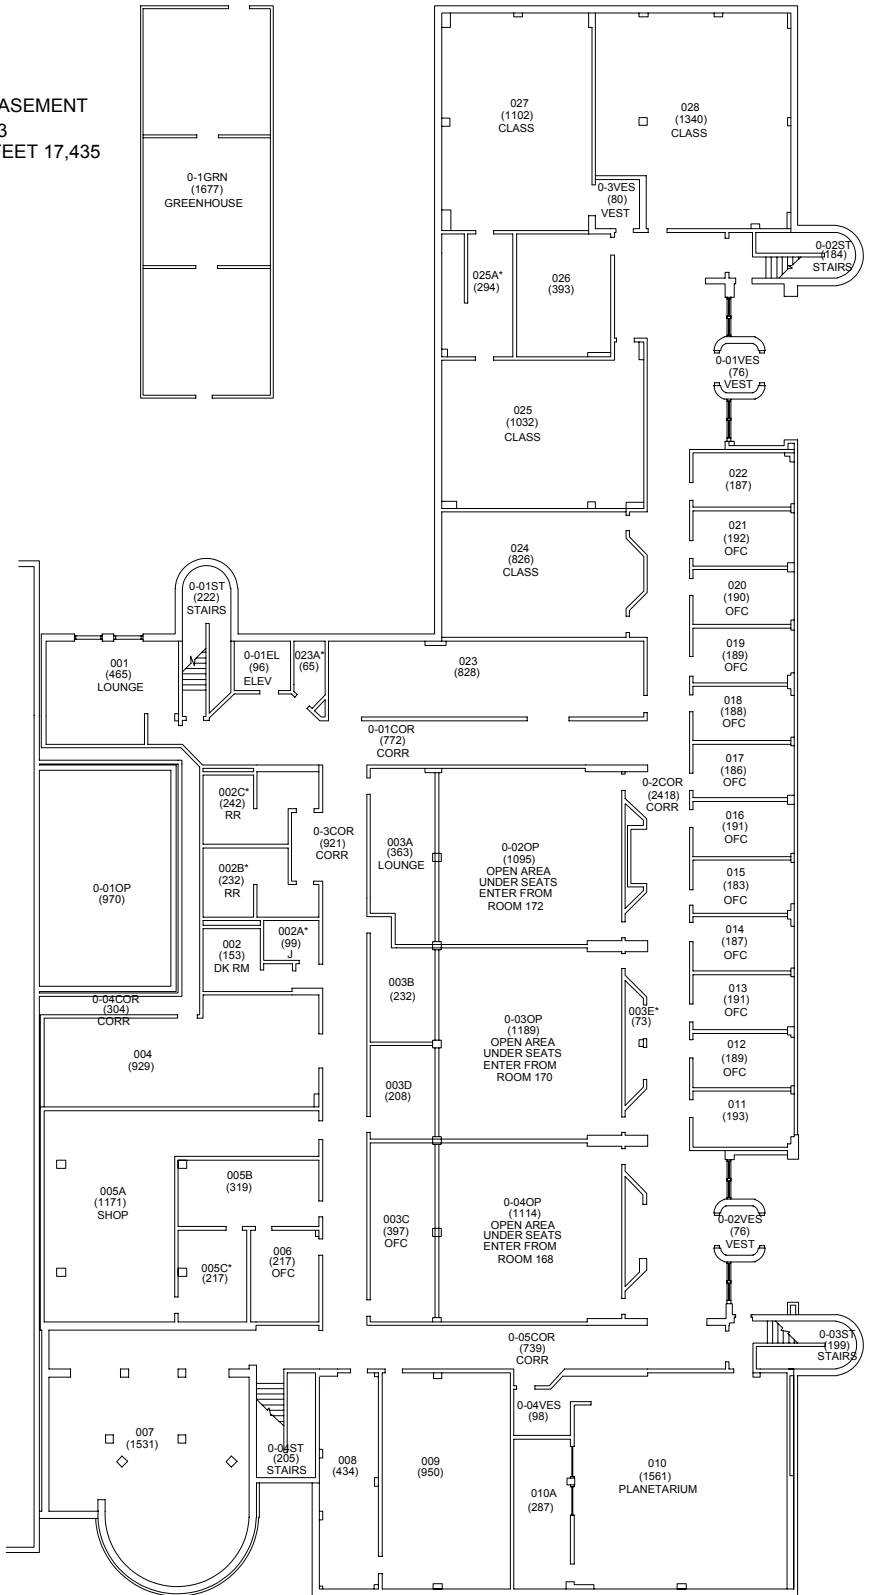 ASEMENT
3
FEET 17,435
0-1GRN
(1677)
GREENHOUSE
027
(1102)
CLASS
028
(1340)
CLASS
0-3VES
(80)
VEST
0-02ST
(184)
STAIRS
025A*
(294)
026
(393)
0-01VES
(76)
VEST
025
(1032)
CLASS
022
(187)
021
(192)
OFC
024
(826)
CLASS
020
(190)
OFC
0-01ST
(222)
STAIRS
019
(189)
OFC
001
(465)
LOUNGE
0-01EL
(96)
ELEV
023A*
(65)
023
(828)
018
(188)
OFC
0-01COR
(772)
CORR
017
(186)
OFC
0-2COR
(2418)
CORR
002C*
(242)
RR
016
(191)
OFC
0-3COR
(921)
CORR
003A
(363)
LOUNGE
0-02OP
(1095)
OPEN AREA
UNDER SEATS
ENTER FROM
ROOM 172
015
(183)
OFC
002B*
(232)
RR
0-01OP
(970)
014
(187)
OFC
002
(153)
DK RM
002A*
(99)
J
003B
(232)
013
(191)
OFC
0-04COR
(304)
CORR
0-03OP
(1189)
OPEN AREA
UNDER SEATS
ENTER FROM
ROOM 170
003E*
(73)
012
(189)
OFC
004
(929)
003D
(208)
011
(193)
005A
(1171)
SHOP
005B
(319)
003C
(397)
OFC
0-04OP
(1114)
OPEN AREA
UNDER SEATS
ENTER FROM
ROOM 168
0-02VES
(76)
VEST
005C*
(217)
006
(217)
OFC
0-05COR
(739)
CORR
0-03ST
(199)
STAIRS
0-04VES
(98)
007
(1531)
0-04ST
(205)
STAIRS
008
(434)
009
(950)
010
(1561)
PLANETARIUM
010A
(287)